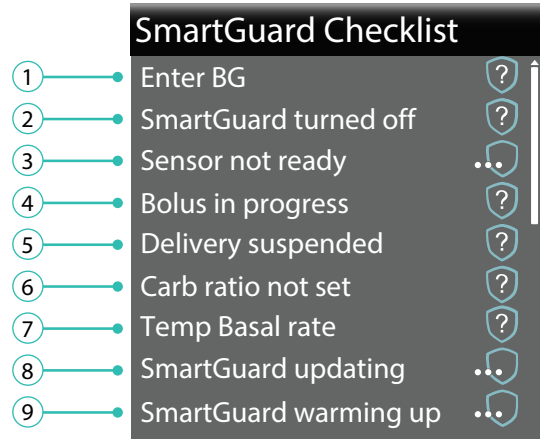 SmartGuard Checklist
1 Enter BG ?
2 SmartGuard turned off ?
3 Sensor not ready ...
4 Bolus in progress ?
5 Delivery suspended ?
6 Carb ratio not set ?
7 Temp Basal rate ?
8 SmartGuard updating ...
9 SmartGuard warming up ...